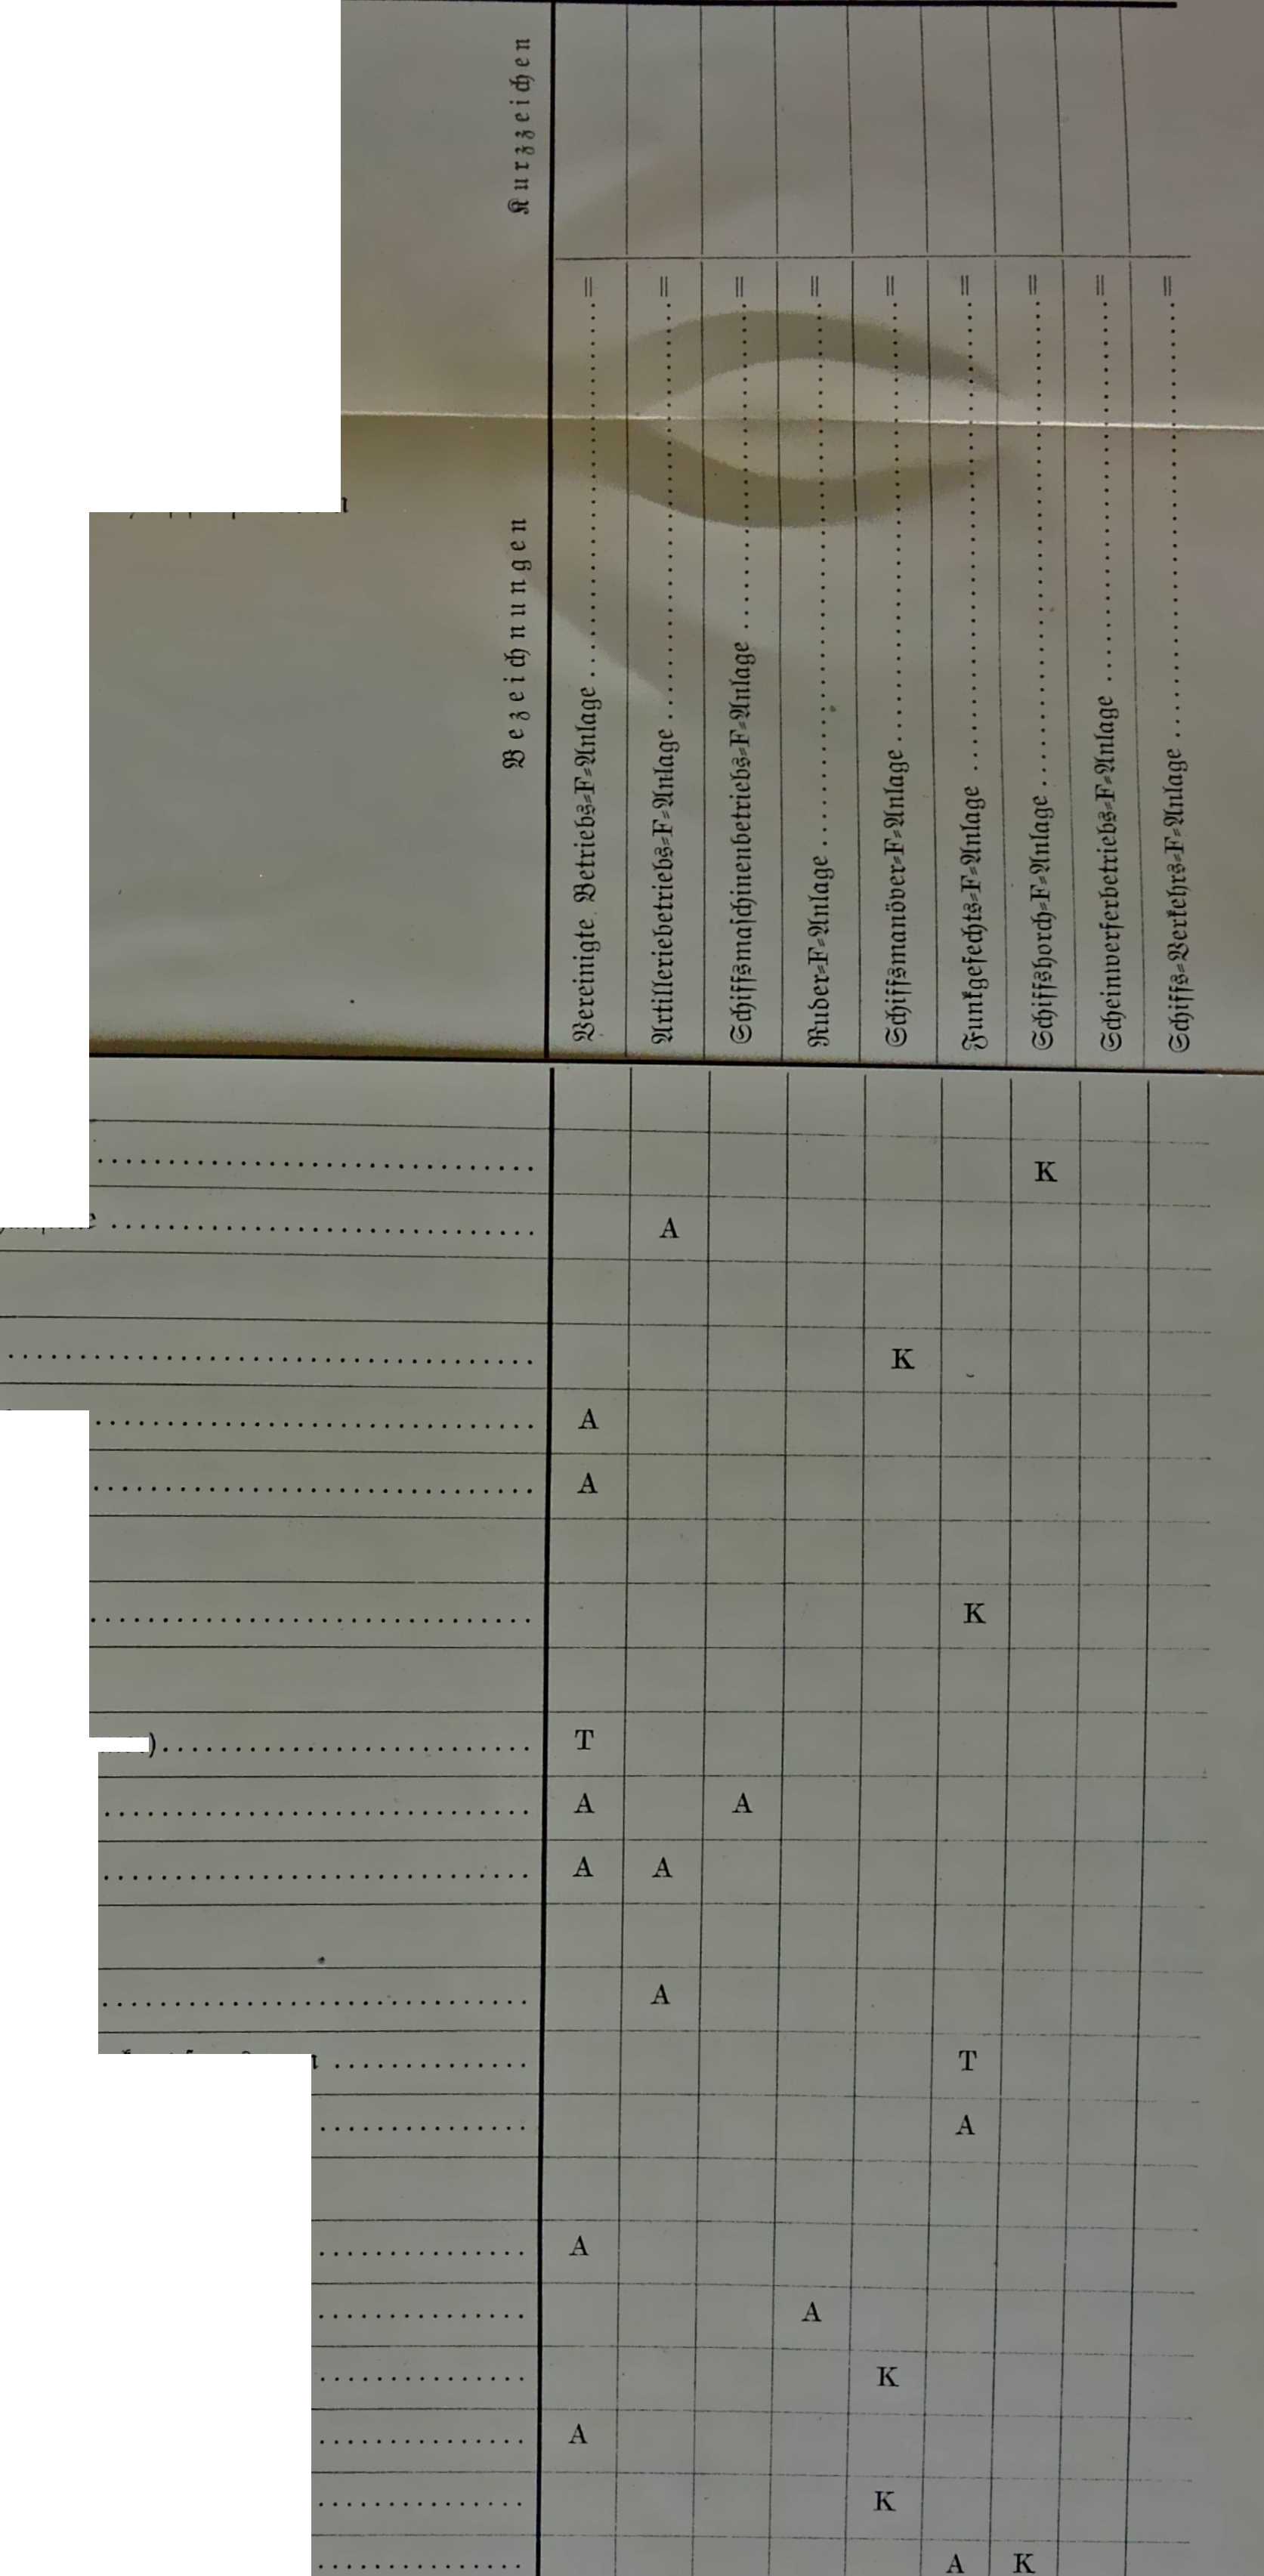 Kurzzeichen
Bezeichnungen
Vereinigte Betriebs=F=Anlage ........................ =
Artilleriebetriebs=F=Anlage ........................ =
Schiffsmaschinenbetriebs=F=Anlage ........................ =
Ruder=F=Anlage ........................ =
Schiffsmanöver=F=Anlage ........................ =
Funkgefechts=F=Anlage ........................ =
Schiffshorch=F=Anlage ........................ =
Scheinwerferbetriebs=F=Anlage ........................ =
Schiffs=Verkehrs=F=Anlage ........................ =
........................ K
........................ A
........................ K
........................ A
........................ A
........................ K
)........................ T
........................ A A
........................ A A
........................ A
............... T
............... A
............... A
............... A
............... K
............... A
............... K
............... A K